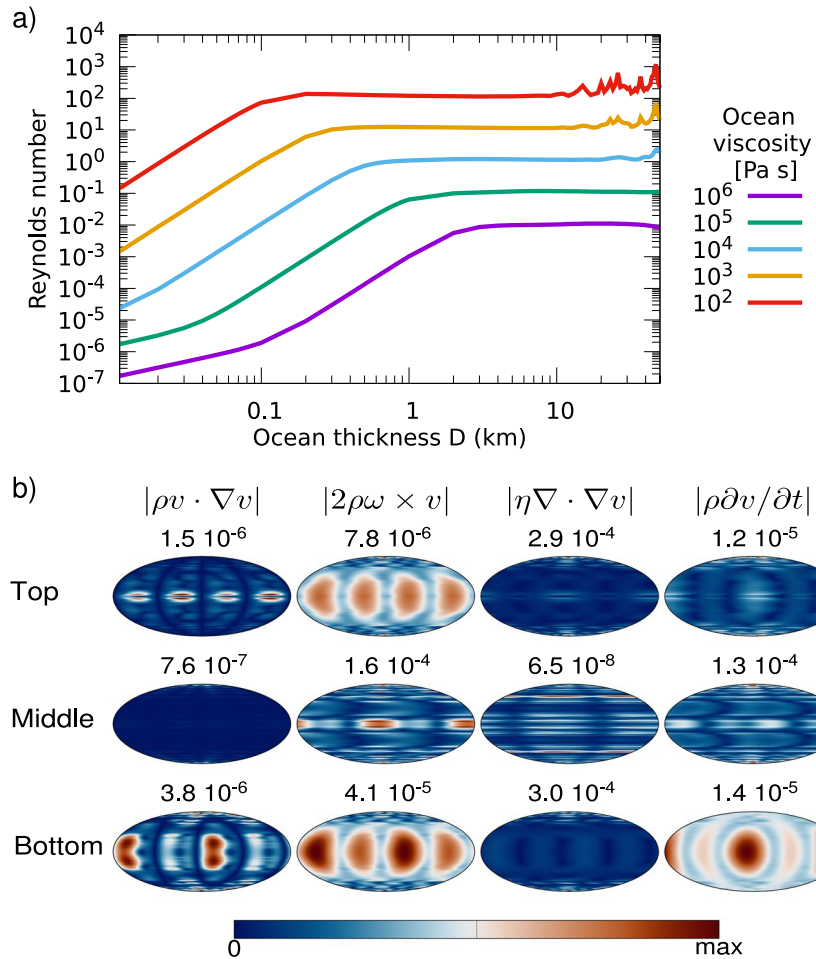 a)
10^4
10^3
10^2
10^1
10^0
10^-1
10^-2
10^-3
10^-4
10^-5
10^-6
10^-7
Reynolds number
0.1 1 10
Ocean thickness D (km)
Ocean
viscosity
[Pa s]
10^6
10^5
10^4
10^3
10^2
b)
|ρv · ∇v| |2ρω × v| |η∇ · ∇v| |ρ∂v/∂t|
1.5 10^-6 7.8 10^-6 2.9 10^-4 1.2 10^-5
Top
7.6 10^-7 1.6 10^-4 6.5 10^-8 1.3 10^-4
Middle
3.8 10^-6 4.1 10^-5 3.0 10^-4 1.4 10^-5
Bottom
0 max